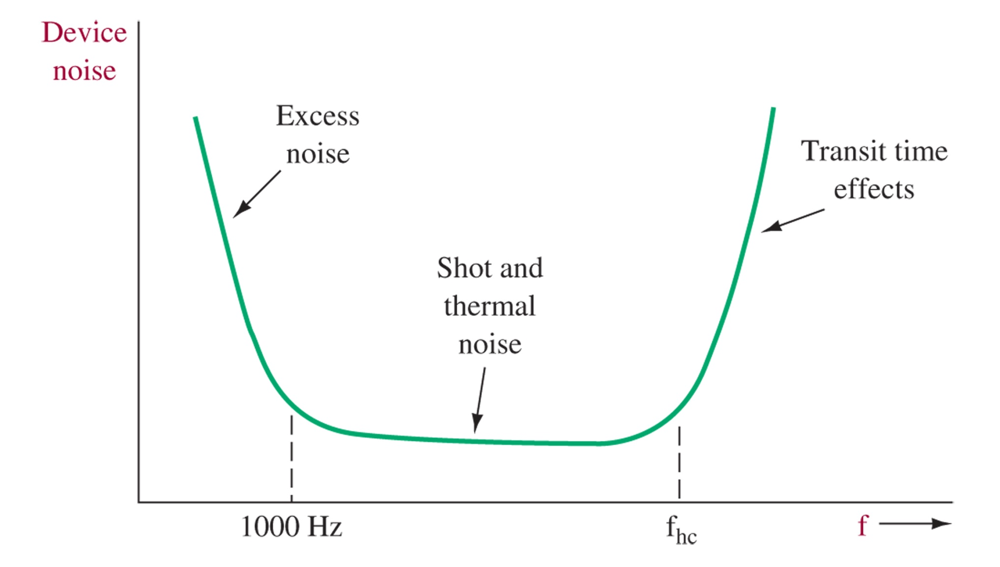 Device
noise
Excess
noise
Transit time
effects
Shot and
thermal
noise
1000 Hz
fhc
f